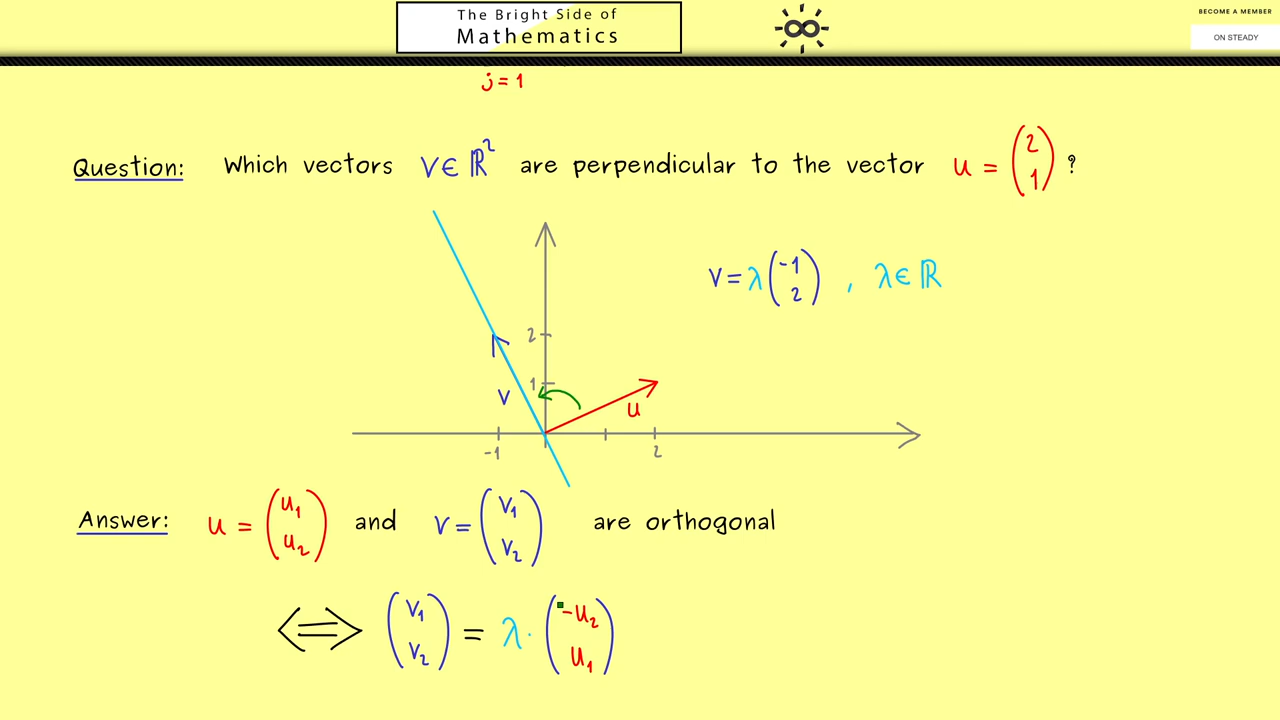 The Bright Side of
Mathematics
BECOME A MEMBER
ON STEADY
j = 1
Question: Which vectors v ∈ ℝ² are perpendicular to the vector u = (2 1) ?
v = λ (-1 2) , λ ∈ ℝ
2
1
v
u
-1 2
Answer: u = (u₁ u₂) and v = (v₁ v₂) are orthogonal
⟺ (v₁ v₂) = λ · (-u₂ u₁)